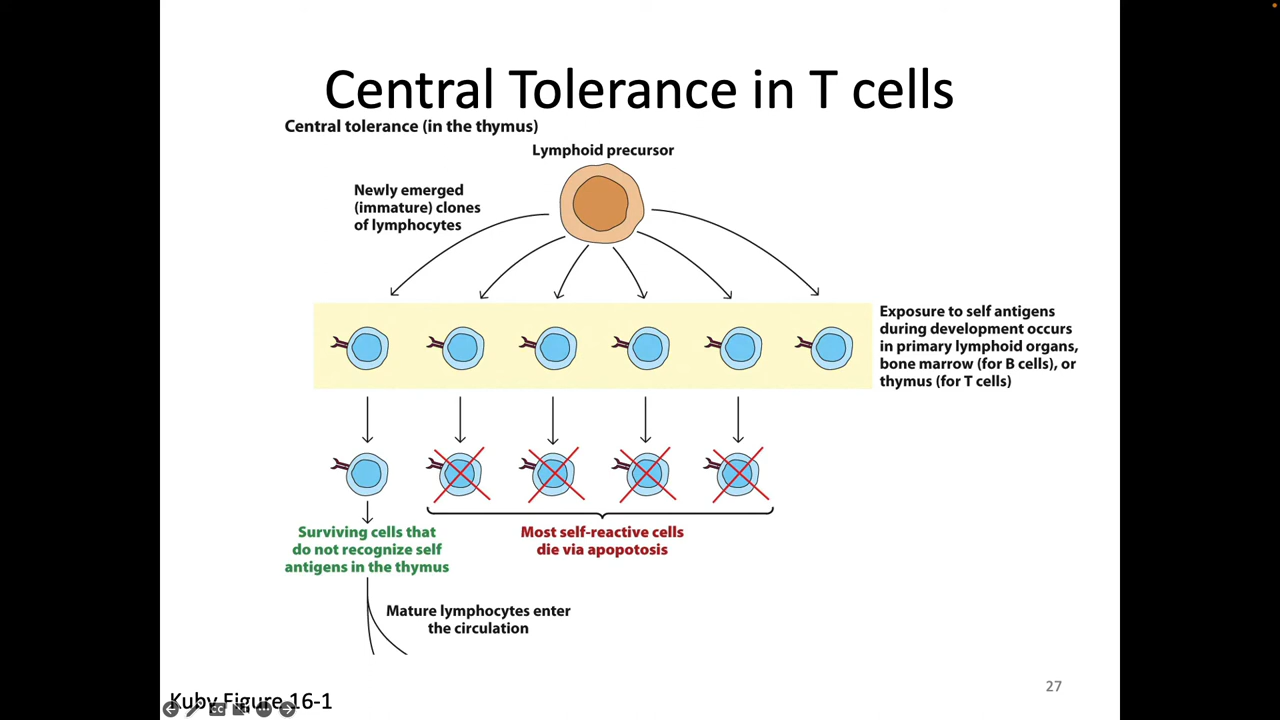 Central Tolerance in T cells
Central tolerance (in the thymus)
Lymphoid precursor
Newly emerged
(immature) clones
of lymphocytes
Exposure to self antigens
during development occurs
in primary lymphoid organs,
bone marrow (for B cells), or
thymus (for T cells)
Surviving cells that
do not recognize self
antigens in the thymus
Most self-reactive cells
die via apopotosis
Mature lymphocytes enter
the circulation
27
Kuby Figure 16-1
CC